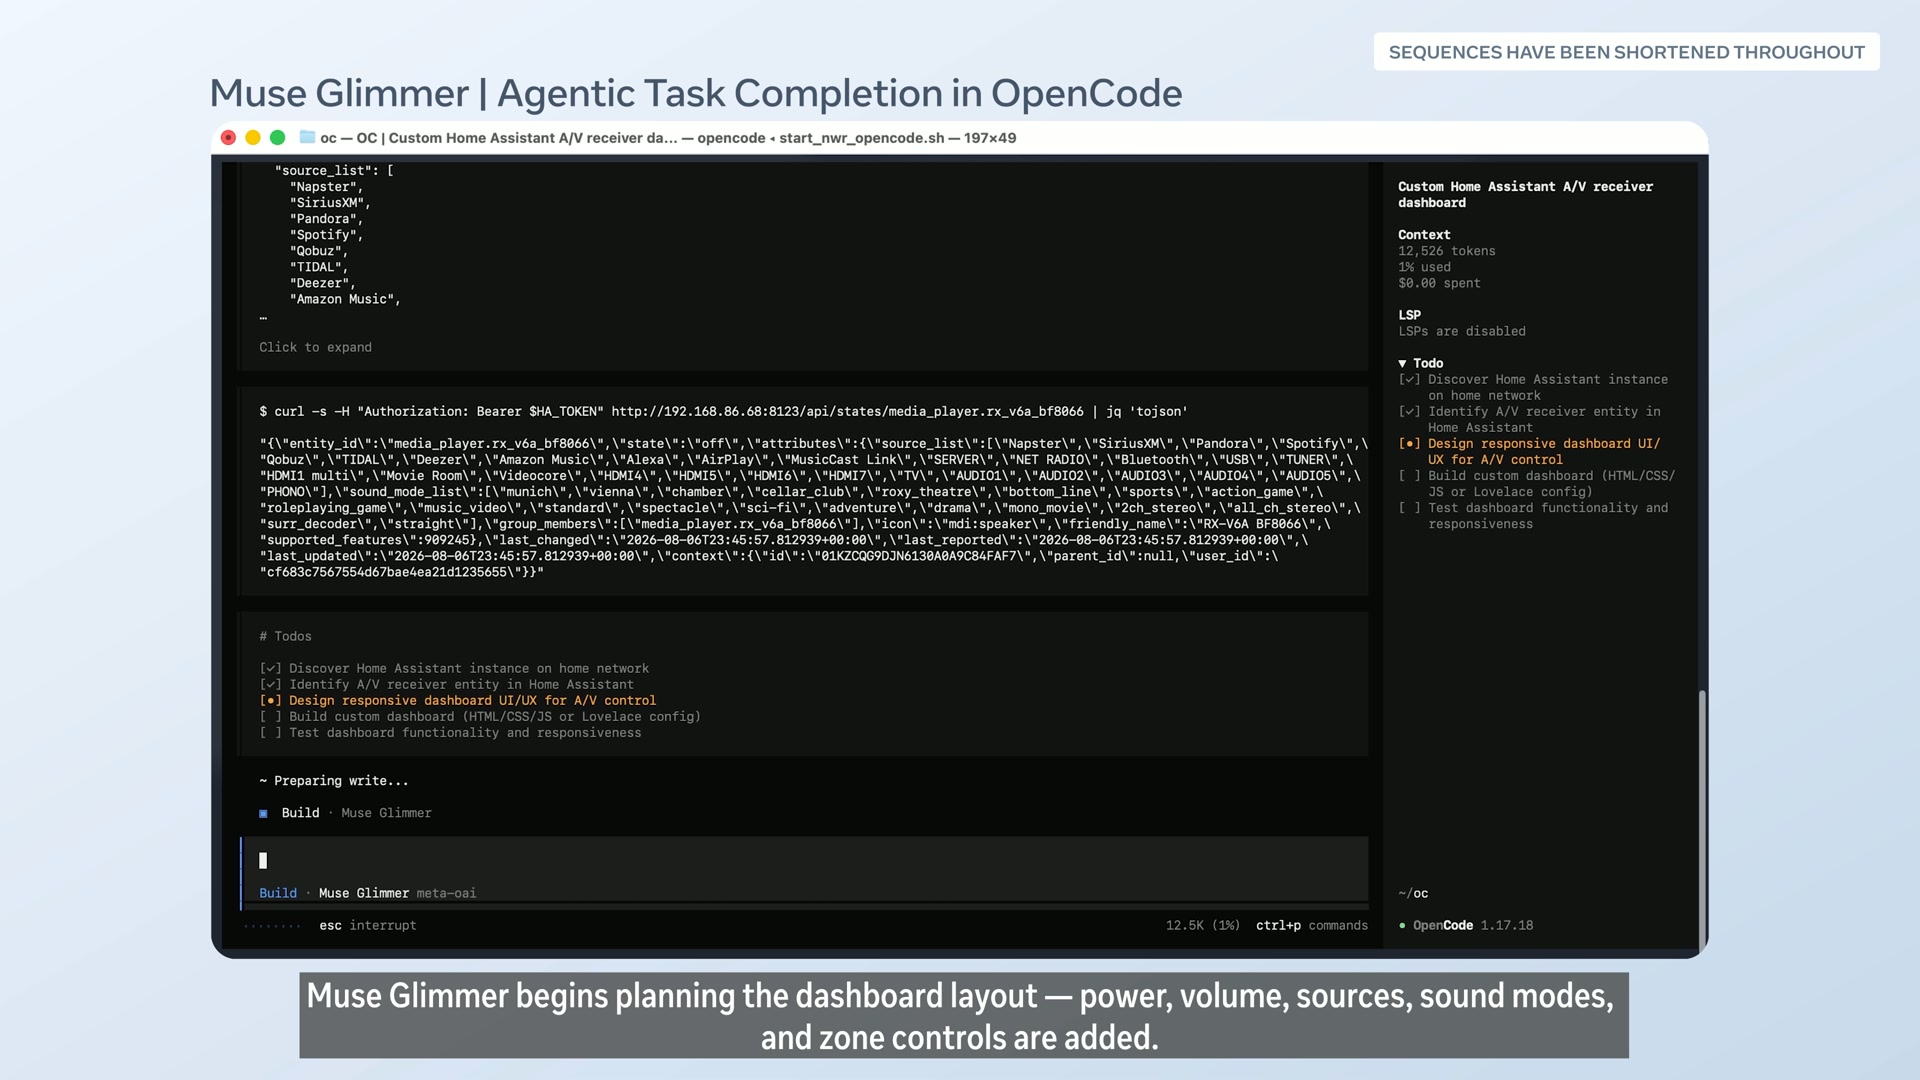 SEQUENCES HAVE BEEN SHORTENED THROUGHOUT
Muse Glimmer | Agentic Task Completion in OpenCode
oc — OC | Custom Home Assistant A/V receiver da... — opencode ◂ start_nwr_opencode.sh — 197×49
"source_list": [
"Napster",
"SiriusXM",
"Pandora",
"Spotify",
"Qobuz",
"TIDAL",
"Deezer",
"Amazon Music",
…
Click to expand
$ curl -s -H "Authorization: Bearer $HA_TOKEN" http://192.168.86.68:8123/api/states/media_player.rx_v6a_bf8066 | jq 'tojson'
"{\"entity_id\":\"media_player.rx_v6a_bf8066\",\"state\":\"off\",\"attributes\":{\"source_list\":[\"Napster\",\"SiriusXM\",\"Pandora\",\"Spotify\",\
"Qobuz\",\"TIDAL\",\"Deezer\",\"Amazon Music\",\"Alexa\",\"AirPlay\",\"MusicCast Link\",\"SERVER\",\"NET RADIO\",\"Bluetooth\",\"USB\",\"TUNER\",\
"HDMI1 multi\",\"Movie Room\",\"Videocore\",\"HDMI4\",\"HDMI5\",\"HDMI6\",\"HDMI7\",\"TV\",\"AUDIO1\",\"AUDIO2\",\"AUDIO3\",\"AUDIO4\",\"AUDIO5\",\
"PHONO\"],\"sound_mode_list\":[\"munich\",\"vienna\",\"chamber\",\"cellar_club\",\"roxy_theatre\",\"bottom_line\",\"sports\",\"action_game\",\
"roleplaying_game\",\"music_video\",\"standard\",\"spectacle\",\"sci-fi\",\"adventure\",\"drama\",\"mono_movie\",\"2ch_stereo\",\"all_ch_stereo\",\
"surr_decoder\",\"straight\"],\"group_members\":[\"media_player.rx_v6a_bf8066\"],\"icon\":\"mdi:speaker\",\"friendly_name\":\"RX-V6A BF8066\",\
"supported_features\":909245},\"last_changed\":\"2026-08-06T23:45:57.812939+00:00\",\"last_reported\":\"2026-08-06T23:45:57.812939+00:00\",\
"last_updated\":\"2026-08-06T23:45:57.812939+00:00\",\"context\":{\"id\":\"01KZCQG9DJN6130A0A9C84FAF7\",\"parent_id\":null,\"user_id\":\
"cf683c7567554d67bae4ea21d1235655\"}}"
# Todos
[✓] Discover Home Assistant instance on home network
[✓] Identify A/V receiver entity in Home Assistant
[•] Design responsive dashboard UI/UX for A/V control
[ ] Build custom dashboard (HTML/CSS/JS or Lovelace config)
[ ] Test dashboard functionality and responsiveness
~ Preparing write...
▣ Build · Muse Glimmer
Build · Muse Glimmer meta-oai
esc interrupt
12.5K (1%) ctrl+p commands
Custom Home Assistant A/V receiver
dashboard
Context
12,526 tokens
1% used
$0.00 spent
LSP
LSPs are disabled
▼ Todo
[✓] Discover Home Assistant instance
on home network
[✓] Identify A/V receiver entity in
Home Assistant
[•] Design responsive dashboard UI/
UX for A/V control
[ ] Build custom dashboard (HTML/CSS/
JS or Lovelace config)
[ ] Test dashboard functionality and
responsiveness
~/oc
• OpenCode 1.17.18
Muse Glimmer begins planning the dashboard layout — power, volume, sources, sound modes,
and zone controls are added.